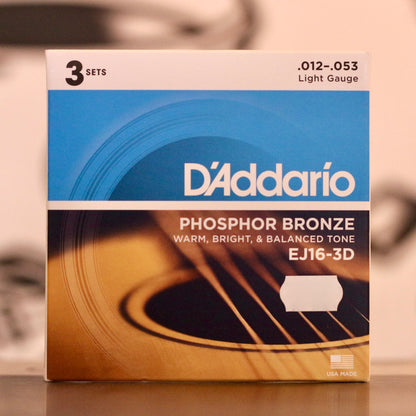 3 SETS
.012–.053
Light Gauge
D'Addario
PHOSPHOR BRONZE
WARM, BRIGHT, & BALANCED TONE
EJ16-3D
USA MADE